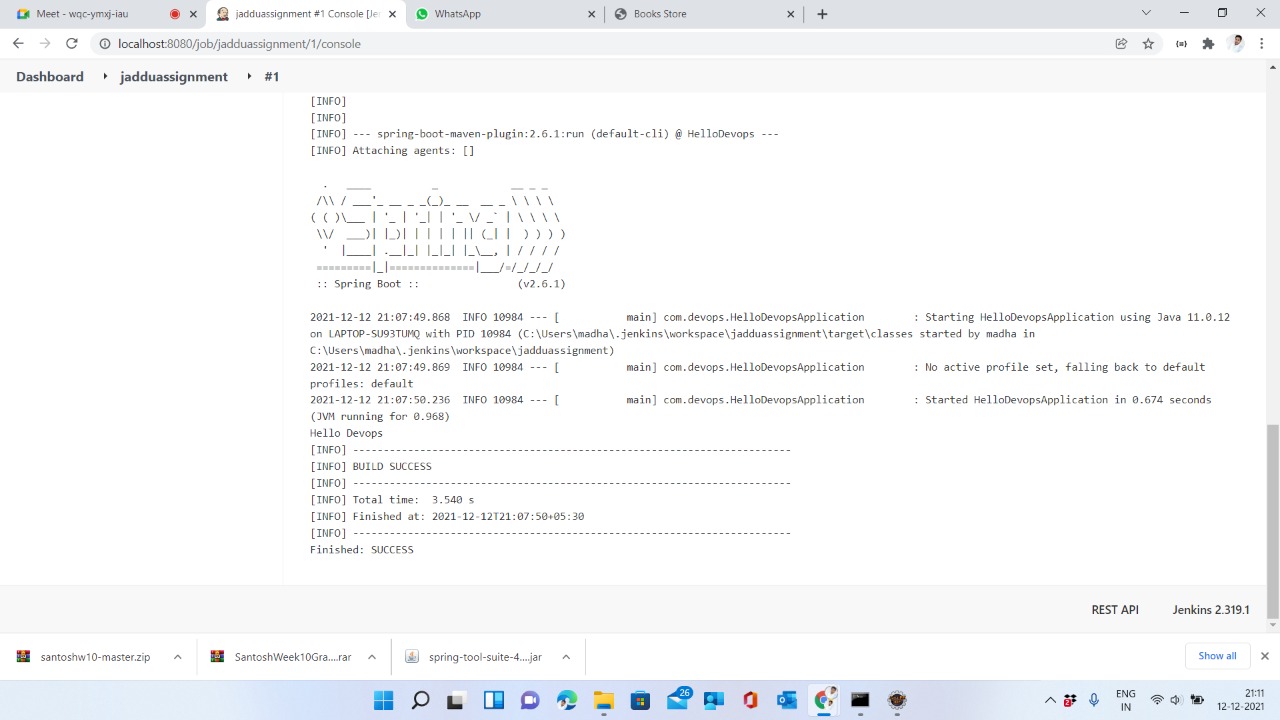 Meet - wqc-ymxj-iau
jadduassignment #1 Console [Je
WhatsApp
Books Store
localhost:8080/job/jadduassignment/1/console
Dashboard
jadduassignment
#1
[INFO]
[INFO]
[INFO] --- spring-boot-maven-plugin:2.6.1:run (default-cli) @ HelloDevops ---
[INFO] Attaching agents: []
  .   ____          _            __ _ _
 /\\ / ___'_ __ _ _(_)_ __  __ _ \ \ \ \
( ( )\___ | '_ | '_| | '_ \/ _` | \ \ \ \
 \\/  ___)| |_)| | | | | || (_| |  ) ) ) )
  '  |____| .__|_| |_|_| |_\__, | / / / /
 =========|_|==============|___/=/_/_/_/
 :: Spring Boot ::                (v2.6.1)
2021-12-12 21:07:49.868  INFO 10984 --- [           main] com.devops.HelloDevopsApplication        : Starting HelloDevopsApplication using Java 11.0.12
on LAPTOP-SU93TUMQ with PID 10984 (C:\Users\madha\.jenkins\workspace\jadduassignment\target\classes started by madha in
C:\Users\madha\.jenkins\workspace\jadduassignment)
2021-12-12 21:07:49.869  INFO 10984 --- [           main] com.devops.HelloDevopsApplication        : No active profile set, falling back to default
profiles: default
2021-12-12 21:07:50.236  INFO 10984 --- [           main] com.devops.HelloDevopsApplication        : Started HelloDevopsApplication in 0.674 seconds
(JVM running for 0.968)
Hello Devops
[INFO] ------------------------------------------------------------------------
[INFO] BUILD SUCCESS
[INFO] ------------------------------------------------------------------------
[INFO] Total time:  3.540 s
[INFO] Finished at: 2021-12-12T21:07:50+05:30
[INFO] ------------------------------------------------------------------------
Finished: SUCCESS
REST API
Jenkins 2.319.1
santoshw10-master.zip
SantoshWeek10Gra....rar
spring-tool-suite-4....jar
Show all
26
2
ENG
IN
21:11
12-12-2021